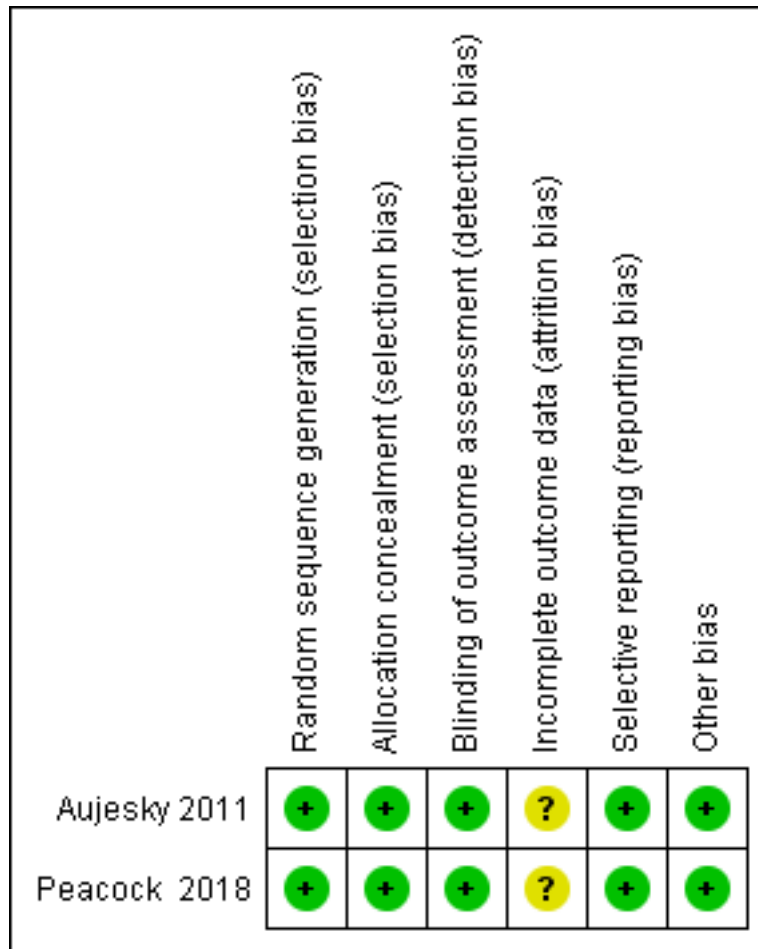 Random sequence generation (selection bias)
Allocation concealment (selection bias)
Blinding of outcome assessment (detection bias)
Incomplete outcome data (attrition bias)
Selective reporting (reporting bias)
Other bias
Aujesky 2011 + + + ? + +
Peacock 2018 + + + ? + +